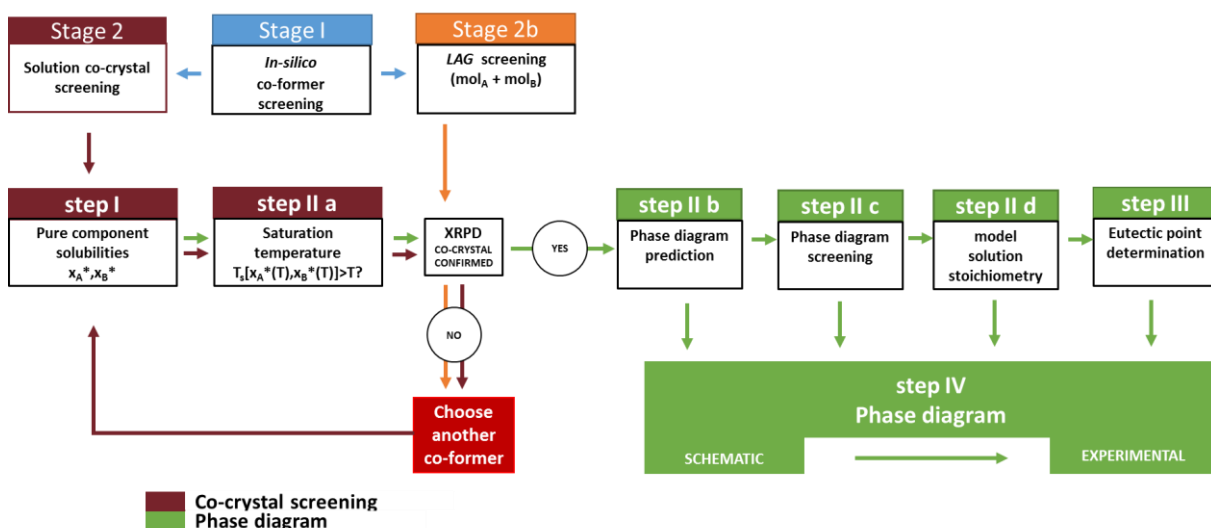 Stage 2
Solution co-crystal
screening
Stage I
In-silico
co-former
screening
Stage 2b
LAG screening
(molA + molB)
step I
Pure component
solubilities
xA*,xB*
step II a
Saturation
temperature
Ts[xA*(T),xB*(T)]>T?
XRPD
CO-CRYSTAL
CONFIRMED
YES
NO
Choose
another
co-former
step II b
Phase diagram
prediction
step II c
Phase diagram
screening
step II d
model
solution
stoichiometry
step III
Eutectic point
determination
step IV
Phase diagram
SCHEMATIC
EXPERIMENTAL
Co-crystal screening
Phase diagram